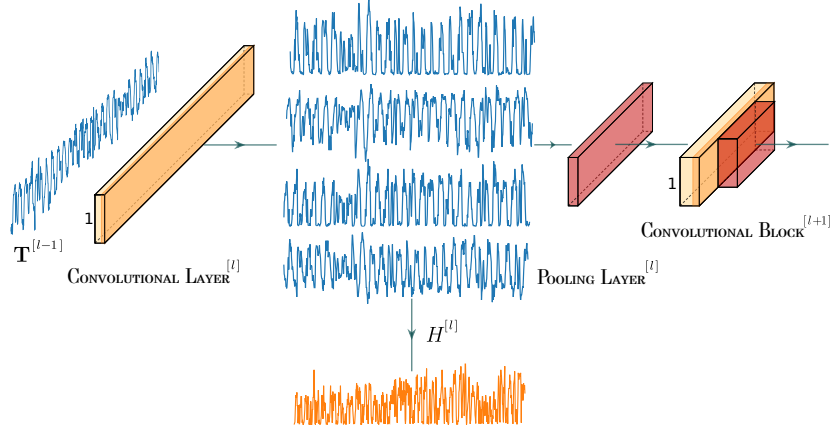 1
T^[l−1]
Convolutional Layer^[l]
H^[l]
Pooling Layer^[l]
1
Convolutional Block^[l+1]